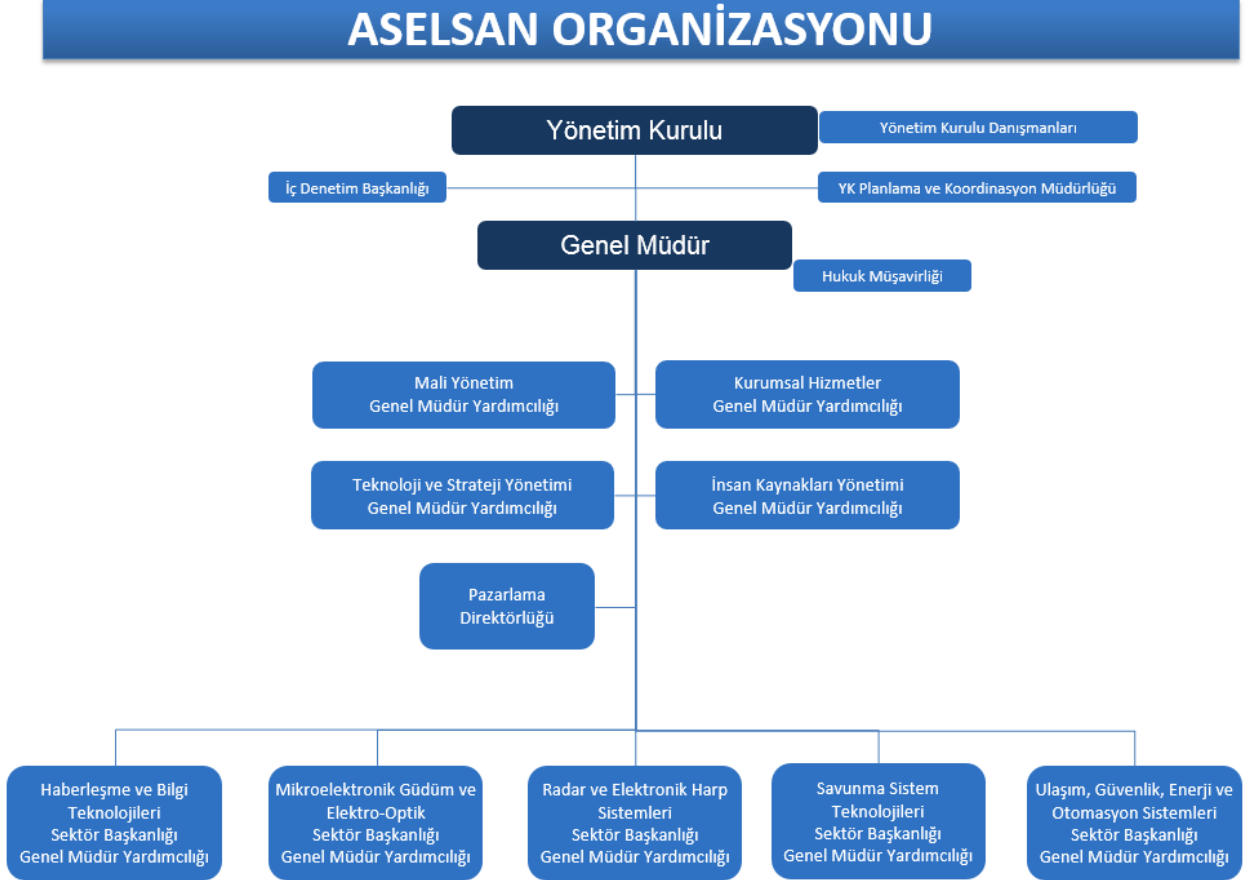 ASELSAN ORGANİZASYONU
Yönetim Kurulu
Yönetim Kurulu Danışmanları
İç Denetim Başkanlığı
YK Planlama ve Koordinasyon Müdürlüğü
Genel Müdür
Hukuk Müşavirliği
Mali Yönetim
Genel Müdür Yardımcılığı
Kurumsal Hizmetler
Genel Müdür Yardımcılığı
Teknoloji ve Strateji Yönetimi
Genel Müdür Yardımcılığı
İnsan Kaynakları Yönetimi
Genel Müdür Yardımcılığı
Pazarlama
Direktörlüğü
Haberleşme ve Bilgi
Teknolojileri
Sektör Başkanlığı
Genel Müdür Yardımcılığı
Mikroelektronik Güdüm ve
Elektro-Optik
Sektör Başkanlığı
Genel Müdür Yardımcılığı
Radar ve Elektronik Harp
Sistemleri
Sektör Başkanlığı
Genel Müdür Yardımcılığı
Savunma Sistem
Teknolojileri
Sektör Başkanlığı
Genel Müdür Yardımcılığı
Ulaşım, Güvenlik, Enerji ve
Otomasyon Sistemleri
Sektör Başkanlığı
Genel Müdür Yardımcılığı